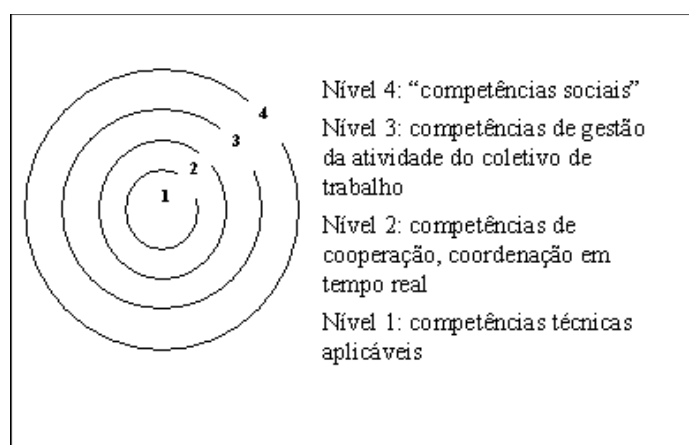 4
3
2
1
Nível 4: “competências sociais”
Nível 3: competências de gestão
da atividade do coletivo de
trabalho
Nível 2: competências de
cooperação, coordenação em
tempo real
Nível 1: competências técnicas
aplicáveis